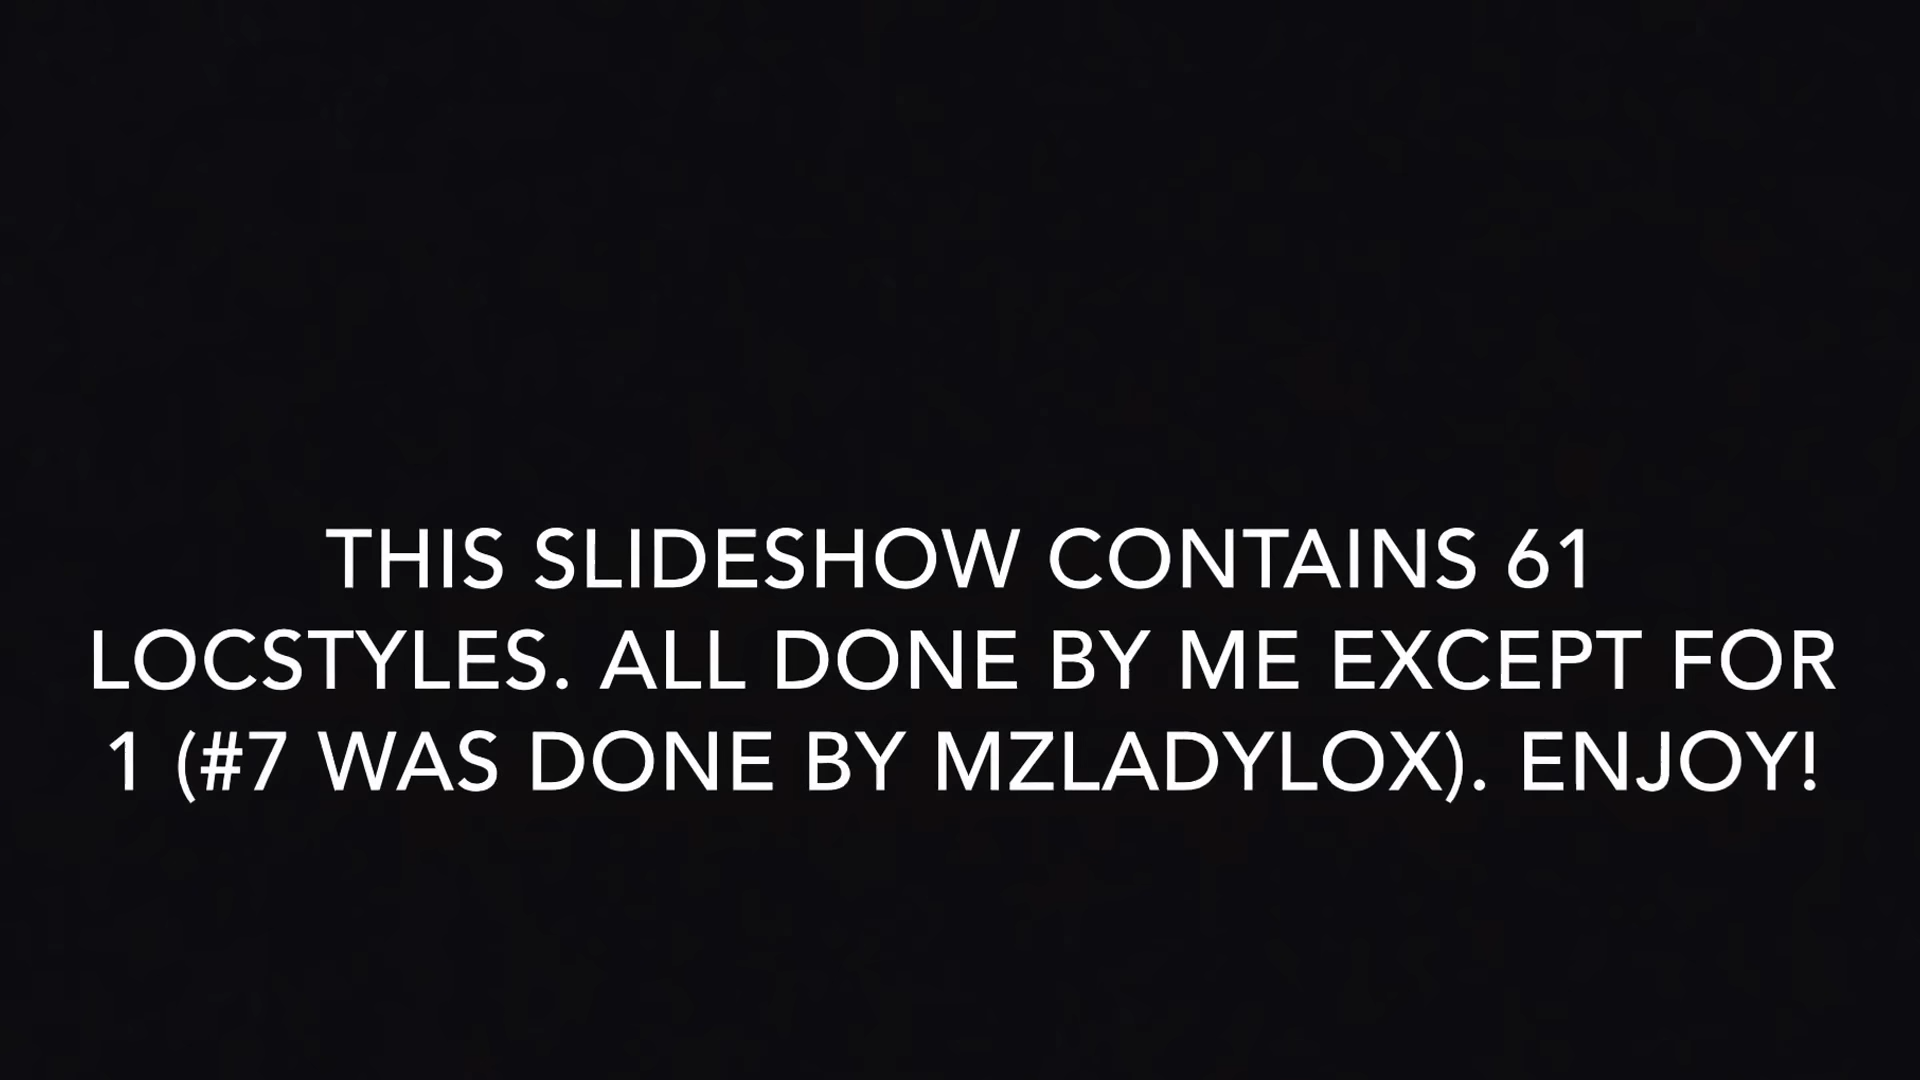 THIS SLIDESHOW CONTAINS 61
LOCSTYLES. ALL DONE BY ME EXCEPT FOR
1 (#7 WAS DONE BY MZLADYLOX). ENJOY!